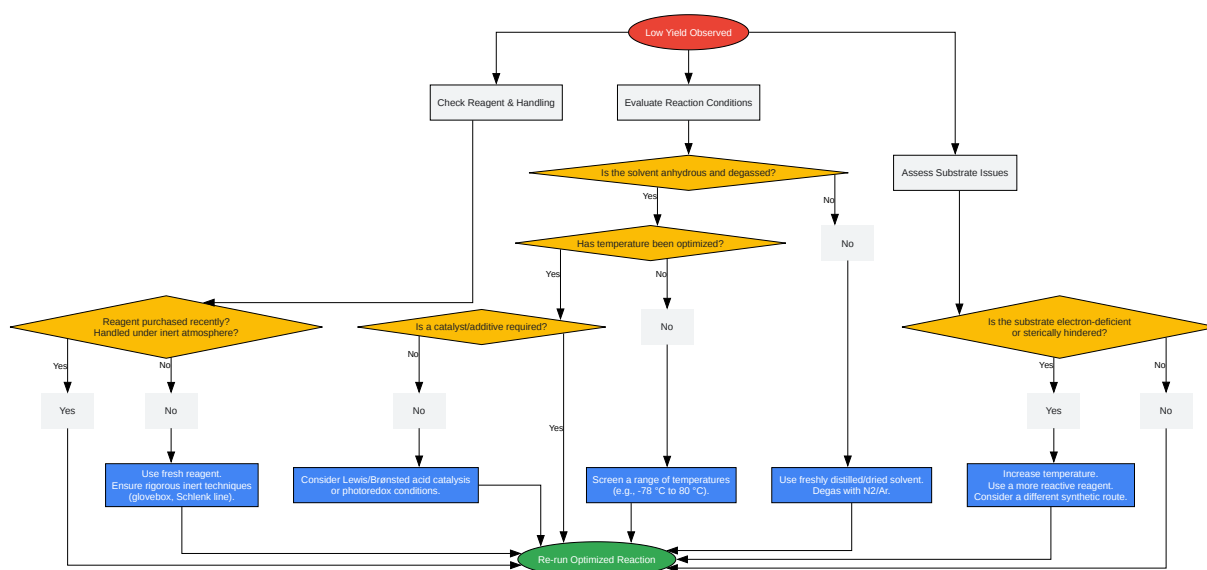 Low Yield Observed
Check Reagent & Handling
Evaluate Reaction Conditions
Is the solvent anhydrous and degassed?
Assess Substrate Issues
Yes
No
Has temperature been optimized?
No
Yes
No
Reagent purchased recently?
Handled under inert atmosphere?
Is a catalyst/additive required?
No
Is the substrate electron-deficient
or sterically hindered?
Yes
No
No
Yes
No
Yes
No
No
Yes
No
Yes
Use fresh reagent.
Ensure rigorous inert techniques
(glovebox, Schlenk line).
Consider Lewis/Brønsted acid catalysis
or photoredox conditions.
Screen a range of temperatures
(e.g., -78 °C to 80 °C).
Use freshly distilled/dried solvent.
Degas with N2/Ar.
Increase temperature.
Use a more reactive reagent.
Consider a different synthetic route.
Re-run Optimized Reaction